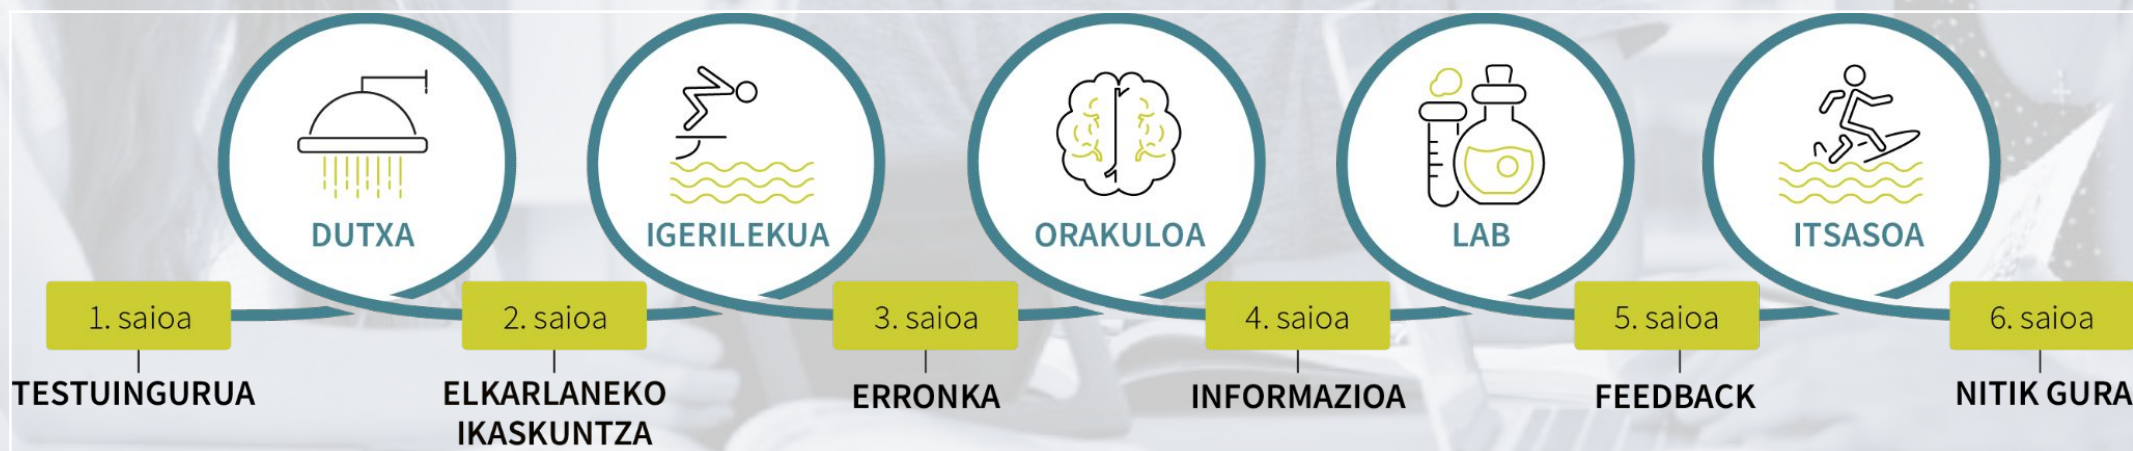 DUTXA
IGERILEKUA
ORAKULOA
LAB
ITSASOA
1. saioa
2. saioa
3. saioa
4. saioa
5. saioa
6. saioa
TESTUINGURUA
ELKARLANEKO
IKASKUNTZA
ERRONKA
INFORMAZIOA
FEEDBACK
NITIK GURA